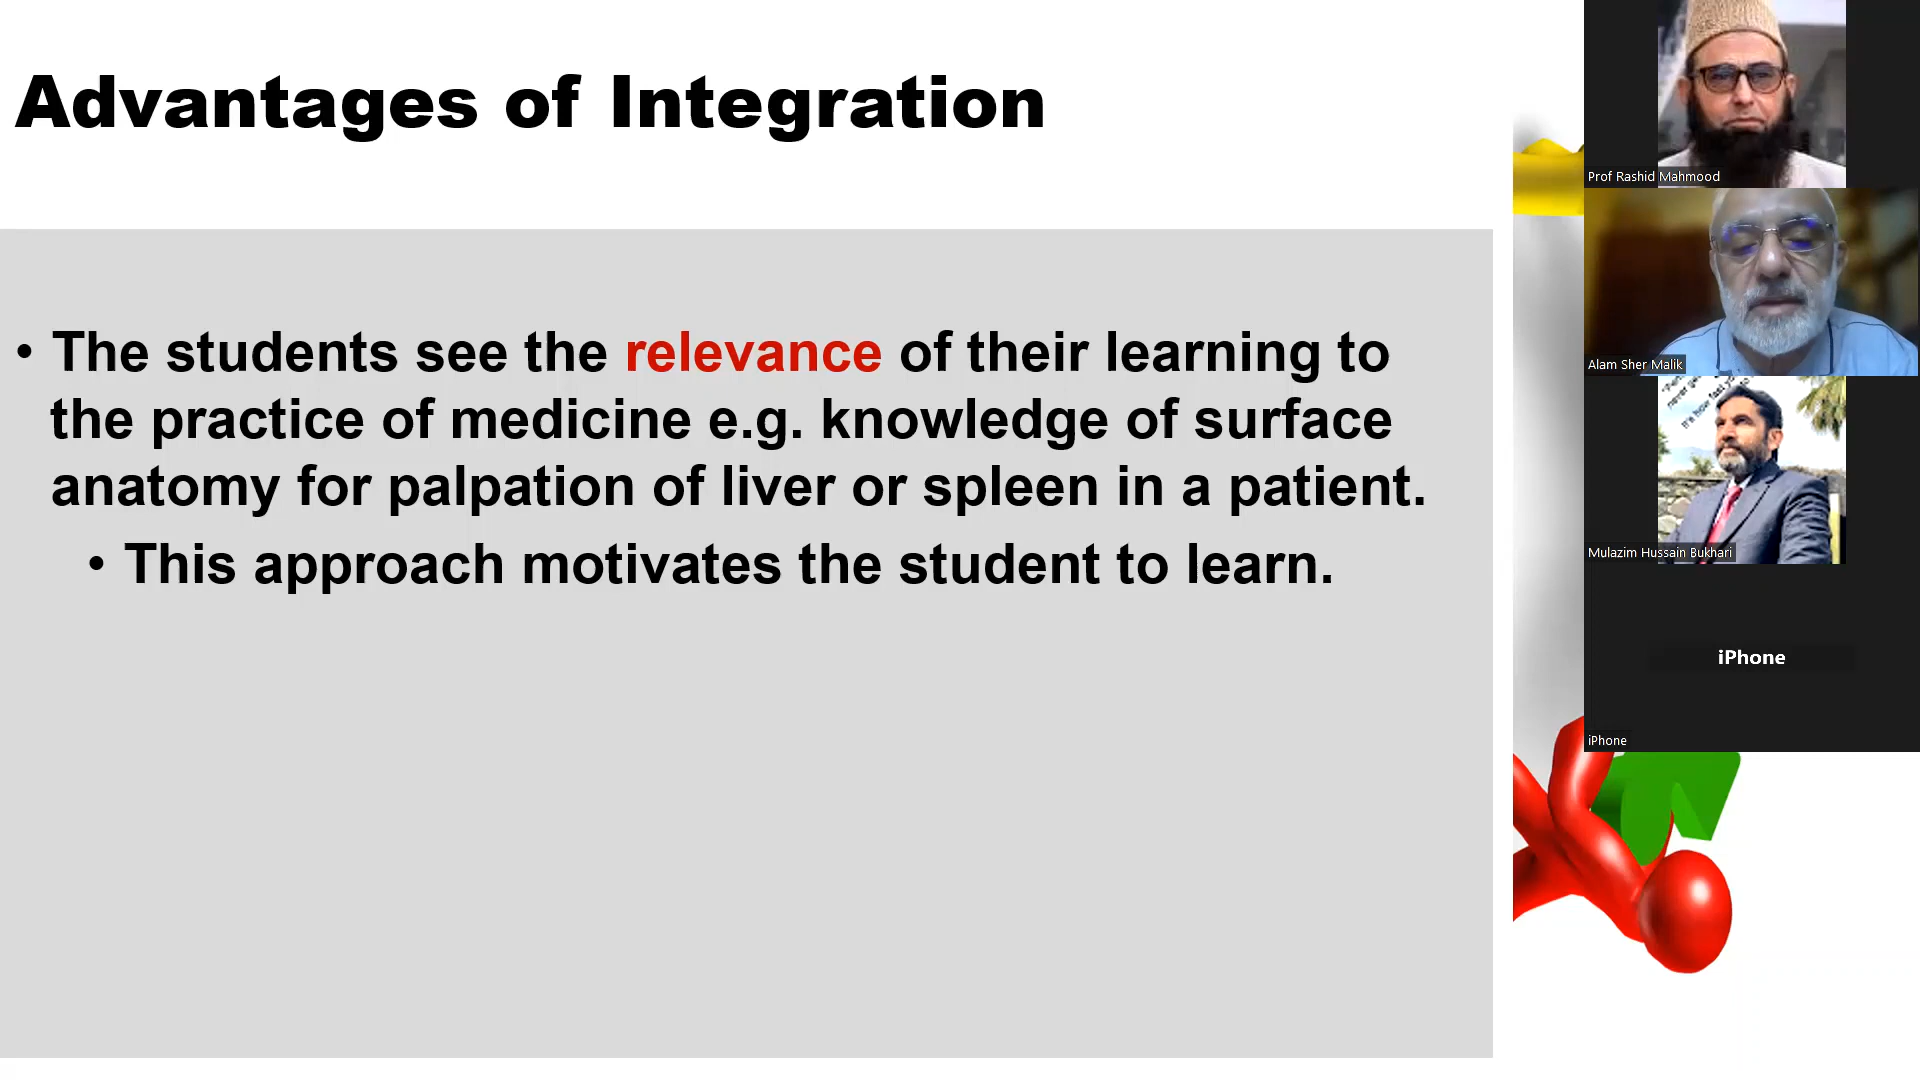 Advantages of Integration
• The students see the relevance of their learning to
the practice of medicine e.g. knowledge of surface
anatomy for palpation of liver or spleen in a patient.
• This approach motivates the student to learn.
Prof Rashid Mahmood
Alam Sher Malik
Mulazim Hussain Bukhari
iPhone
iPhone